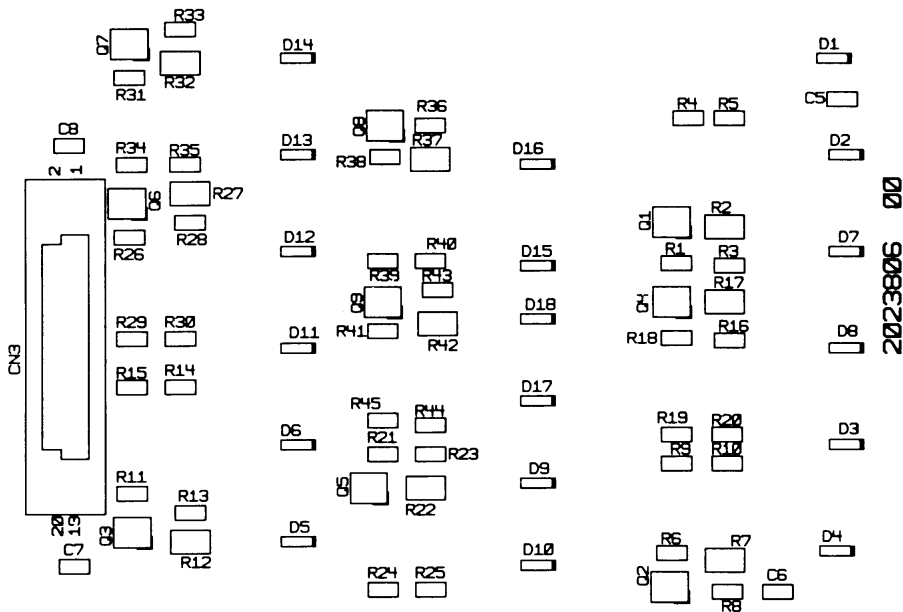 R33
Q7
D14
D1
R32
R31
C5
R36
R4
R5
Q8
C8
R37
R34
R35
D13
R38
D16
D2
2
1
R27
Q6
R28
Q1
R2
R26
D12
R40
D15
R1
R3
D7
2023806 00
R39
R43
R17
Q9
D18
Q4
R29
R30
R41
R42
R18
R16
D11
D8
CN3
R15
R14
D17
R45
R44
D6
R19
R20
D3
R21
R23
R9
R10
R11
Q5
D9
R13
R22
20
19
Q3
D5
R12
C7
D10
R6
R7
D4
R24
R25
Q2
R8
C6